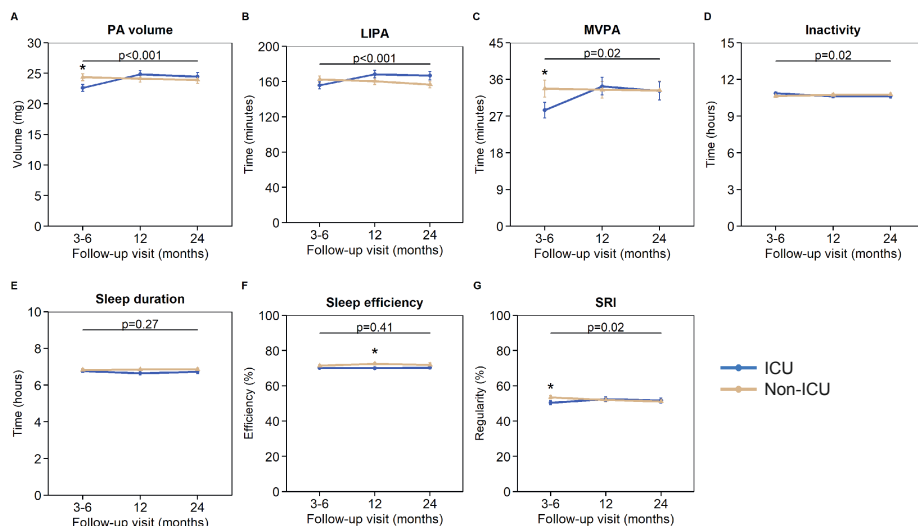 A
PA volume
30
25
20
15
10
5
0
Volume (mg)
p<0.001
*
3-6
12
24
Follow-up visit (months)
B
LIPA
200
160
120
80
40
0
Time (minutes)
p<0.001
3-6
12
24
Follow-up visit (months)
C
MVPA
45
36
27
18
9
0
Time (minutes)
p=0.02
*
3-6
12
24
Follow-up visit (months)
D
Inactivity
15
12
9
6
3
0
Time (hours)
p=0.02
3-6
12
24
Follow-up visit (months)
E
Sleep duration
10
8
6
4
2
0
Time (hours)
p=0.27
3-6
12
24
Follow-up visit (months)
F
Sleep efficiency
100
80
60
40
20
0
Efficiency (%)
p=0.41
*
3-6
12
24
Follow-up visit (months)
G
SRI
100
80
60
40
20
0
Regularity (%)
p=0.02
*
3-6
12
24
Follow-up visit (months)
ICU
Non-ICU